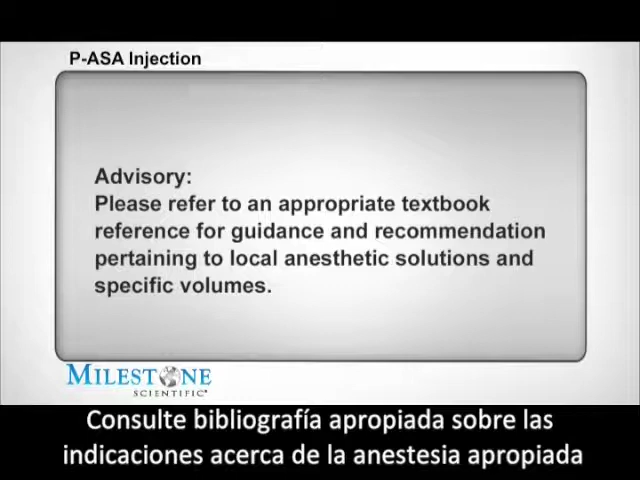 P-ASA Injection
Advisory:
Please refer to an appropriate textbook
reference for guidance and recommendation
pertaining to local anesthetic solutions and
specific volumes.
MILESTONE
SCIENTIFIC
Consulte bibliografía apropiada sobre las
indicaciones acerca de la anestesia apropiada